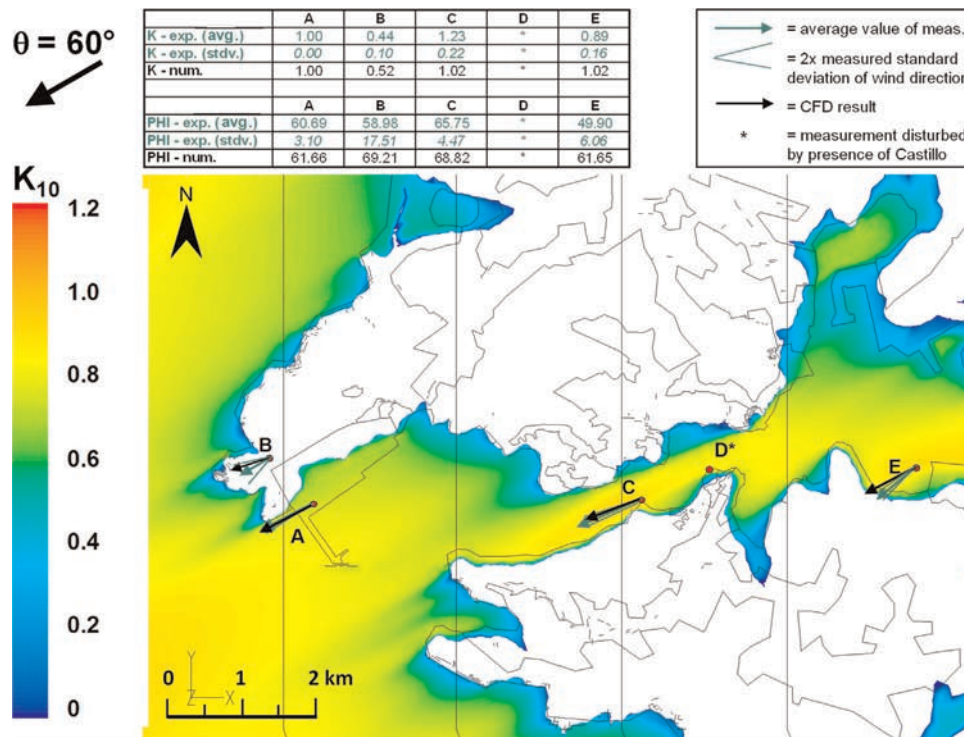 θ = 60°
A B C D E
K - exp. (avg.) 1.00 0.44 1.23 * 0.89
K - exp. (stdv.) 0.00 0.10 0.22 * 0.16
K - num. 1.00 0.52 1.02 * 1.02
A B C D E
PHI - exp. (avg.) 60.69 58.98 65.75 * 49.90
PHI - exp. (stdv.) 3.10 17.51 4.47 * 6.06
PHI - num. 61.66 69.21 68.82 * 61.65
= average value of meas.
= 2x measured standard
deviation of wind direction
= CFD result
* = measurement disturbed
by presence of Castillo
K10
1.2
1.0
0.8
0.6
0.4
0.2
0
N
B
A
C
D*
E
Y
Z X
0 1 2 km